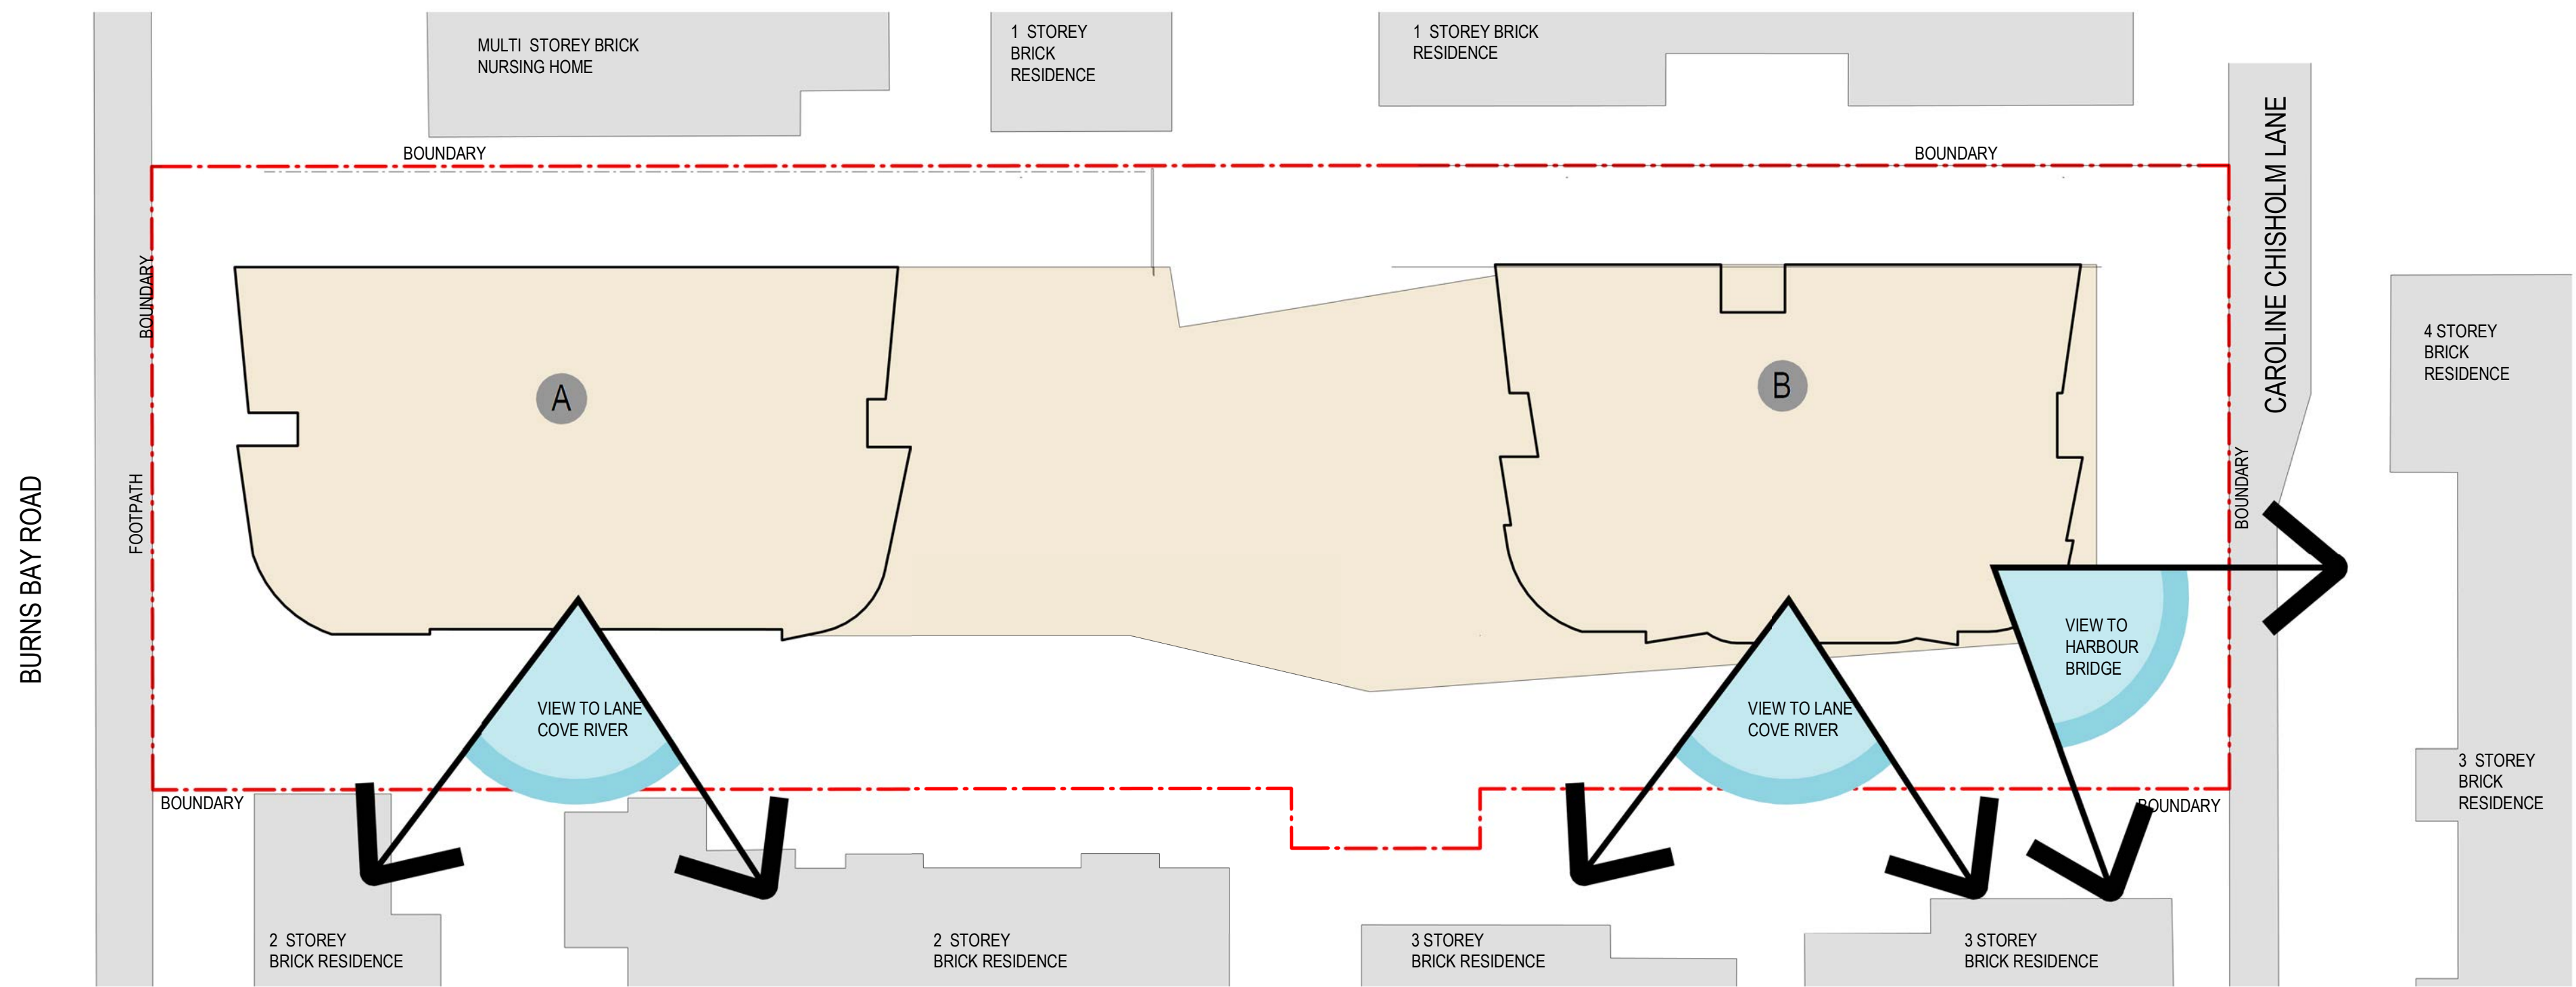 MULTI STOREY BRICK
NURSING HOME
1 STOREY
BRICK
RESIDENCE
1 STOREY BRICK
RESIDENCE
BOUNDARY
BOUNDARY
CAROLINE CHISHOLM LANE
BOUNDARY
A
B
4 STOREY
BRICK
RESIDENCE
BURNS BAY ROAD
FOOTPATH
BOUNDARY
VIEW TO
HARBOUR
BRIDGE
VIEW TO LANE
COVE RIVER
VIEW TO LANE
COVE RIVER
3 STOREY
BRICK
RESIDENCE
BOUNDARY
BOUNDARY
2 STOREY
BRICK RESIDENCE
2 STOREY
BRICK RESIDENCE
3 STOREY
BRICK RESIDENCE
3 STOREY
BRICK RESIDENCE